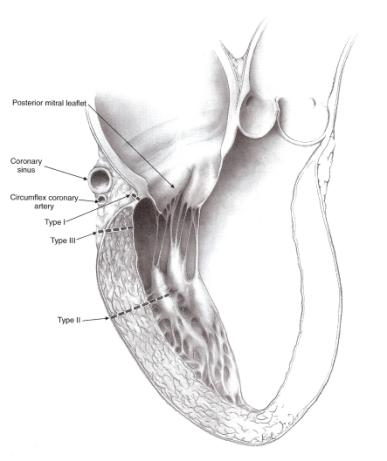 Posterior mitral leaflet
Coronary
sinus
Circumflex coronary
artery
Type I
Type III
Type II